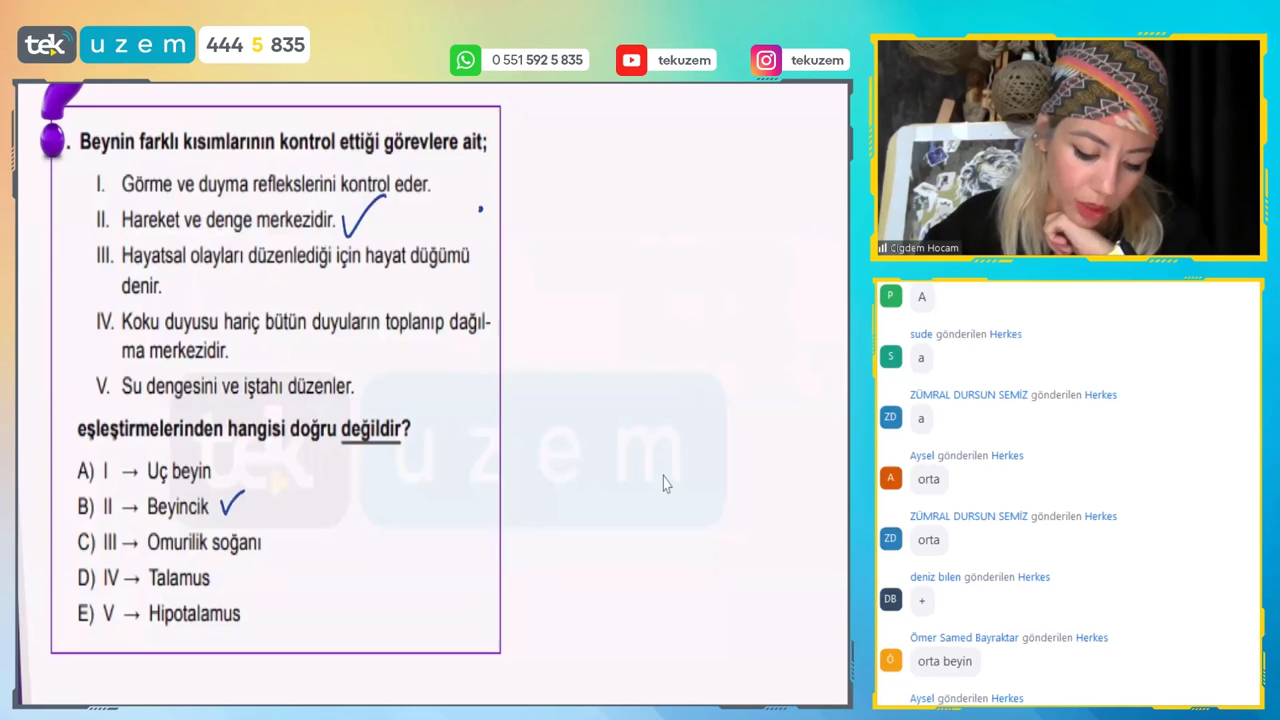 tek uzem 444 5 835
0 551 592 5 835
tekuzem
tekuzem
. Beynin farklı kısımlarının kontrol ettiği görevlere ait;
I. Görme ve duyma reflekslerini kontrol eder.
II. Hareket ve denge merkezidir.
III. Hayatsal olayları düzenlediği için hayat düğümü
denir.
IV. Koku duyusu hariç bütün duyuların toplanıp dağıl-
ma merkezidir.
V. Su dengesini ve iştahı düzenler.
eşleştirmelerinden hangisi doğru değildir?
A) I → Uç beyin
B) II → Beyincik
C) III → Omurilik soğanı
D) IV → Talamus
E) V → Hipotalamus
tek uzem
Çigdem Hocam
P
A
sude gönderilen Herkes
S
a
ZÜMRAL DURSUN SEMİZ gönderilen Herkes
ZD
a
Aysel gönderilen Herkes
A
orta
ZÜMRAL DURSUN SEMİZ gönderilen Herkes
ZD
orta
deniz bılen gönderilen Herkes
DB
+
Ömer Samed Bayraktar gönderilen Herkes
Ö
orta beyin
Aysel gönderilen Herkes